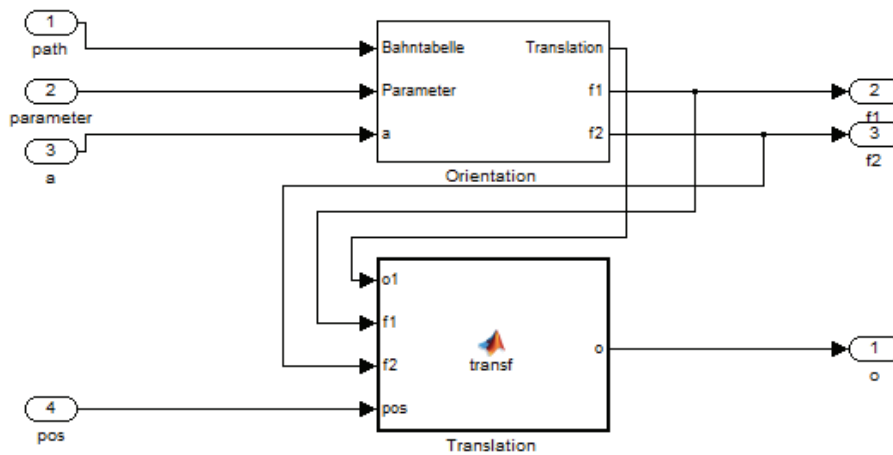 1
path
2
parameter
3
a
Bahntabelle
Parameter
a
Translation
f1
f2
Orientation
2
f1
3
f2
o1
f1
f2
pos
transf
o
Translation
1
o
4
pos